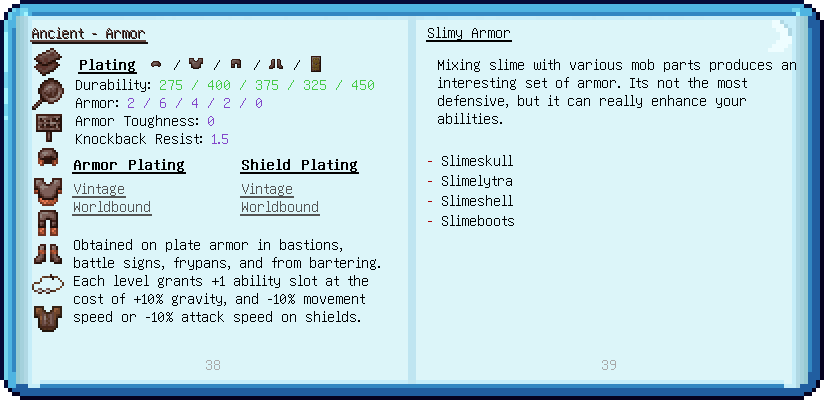 Ancient - Armor
Plating / / / /
Durability: 275 / 400 / 375 / 325 / 450
Armor: 2 / 6 / 4 / 2 / 0
Armor Toughness: 0
Knockback Resist: 1.5
Armor Plating Shield Plating
Vintage Vintage
Worldbound Worldbound
Obtained on plate armor in bastions,
battle signs, frypans, and from bartering.
Each level grants +1 ability slot at the
cost of +10% gravity, and -10% movement
speed or -10% attack speed on shields.
38
Slimy Armor
Mixing slime with various mob parts produces an
interesting set of armor. Its not the most
defensive, but it can really enhance your
abilities.
- Slimeskull
- Slimelytra
- Slimeshell
- Slimeboots
39